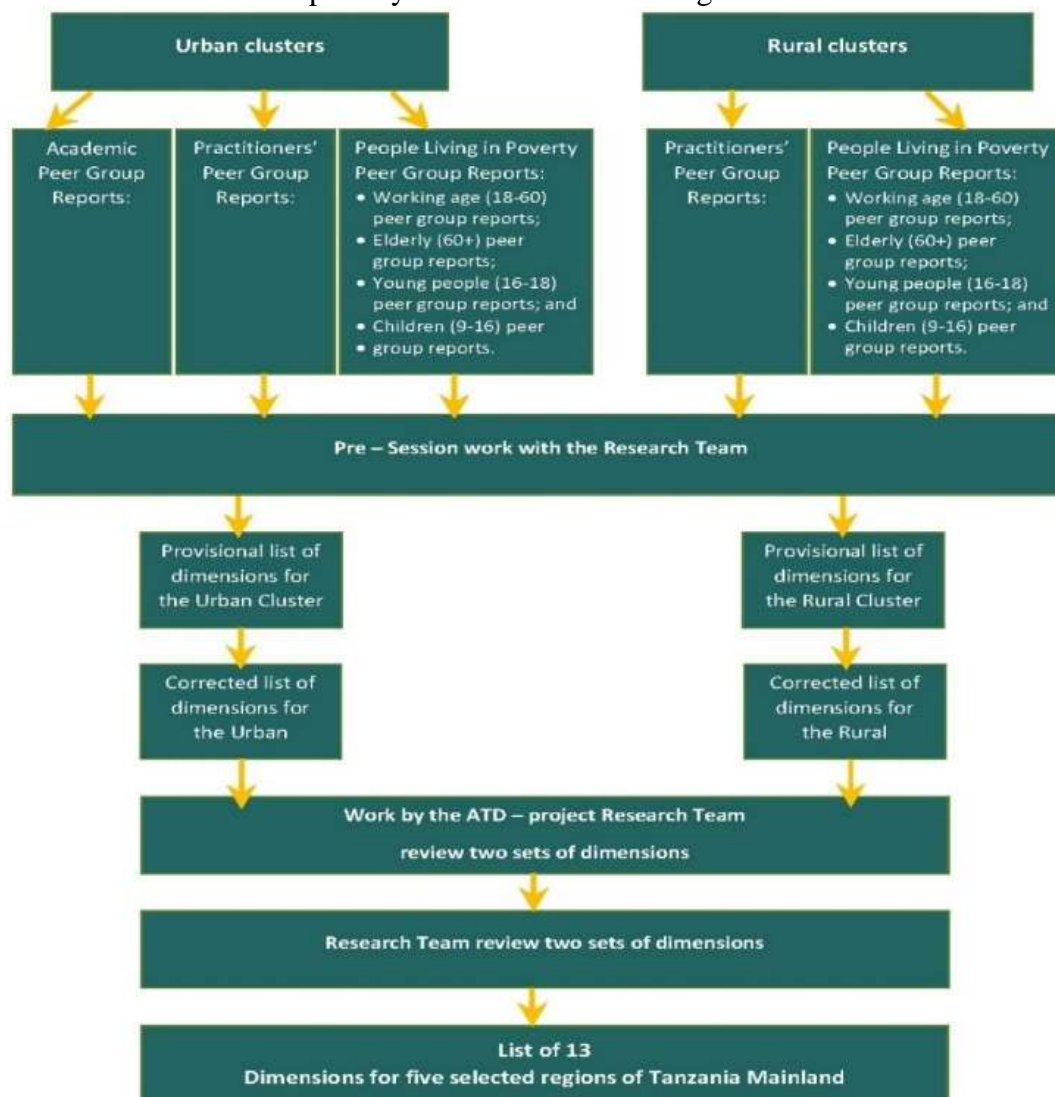 Urban clusters
Rural clusters
Academic
Peer Group
Reports:
Practitioners'
Peer Group
Reports:
People Living in Poverty
Peer Group Reports:
• Working age (18-60)
peer group reports;
• Elderly (60+) peer
group reports;
• Young people (16-18)
peer group reports; and
• Children (9-16) peer
• group reports.
Practitioners'
Peer Group
Reports:
People Living in Poverty
Peer Group Reports:
• Working age (18-60)
peer group reports;
• Elderly (60+) peer
group reports;
• Young people (16-18)
peer group reports; and
• Children (9-16) peer
group reports.
Pre – Session work with the Research Team
Provisional list of
dimensions for
the Urban Cluster
Provisional list of
dimensions for
the Rural Cluster
Corrected list of
dimensions for
the Urban
Corrected list of
dimensions for
the Rural
Work by the ATD – project Research Team
review two sets of dimensions
Research Team review two sets of dimensions
List of 13
Dimensions for five selected regions of Tanzania Mainland